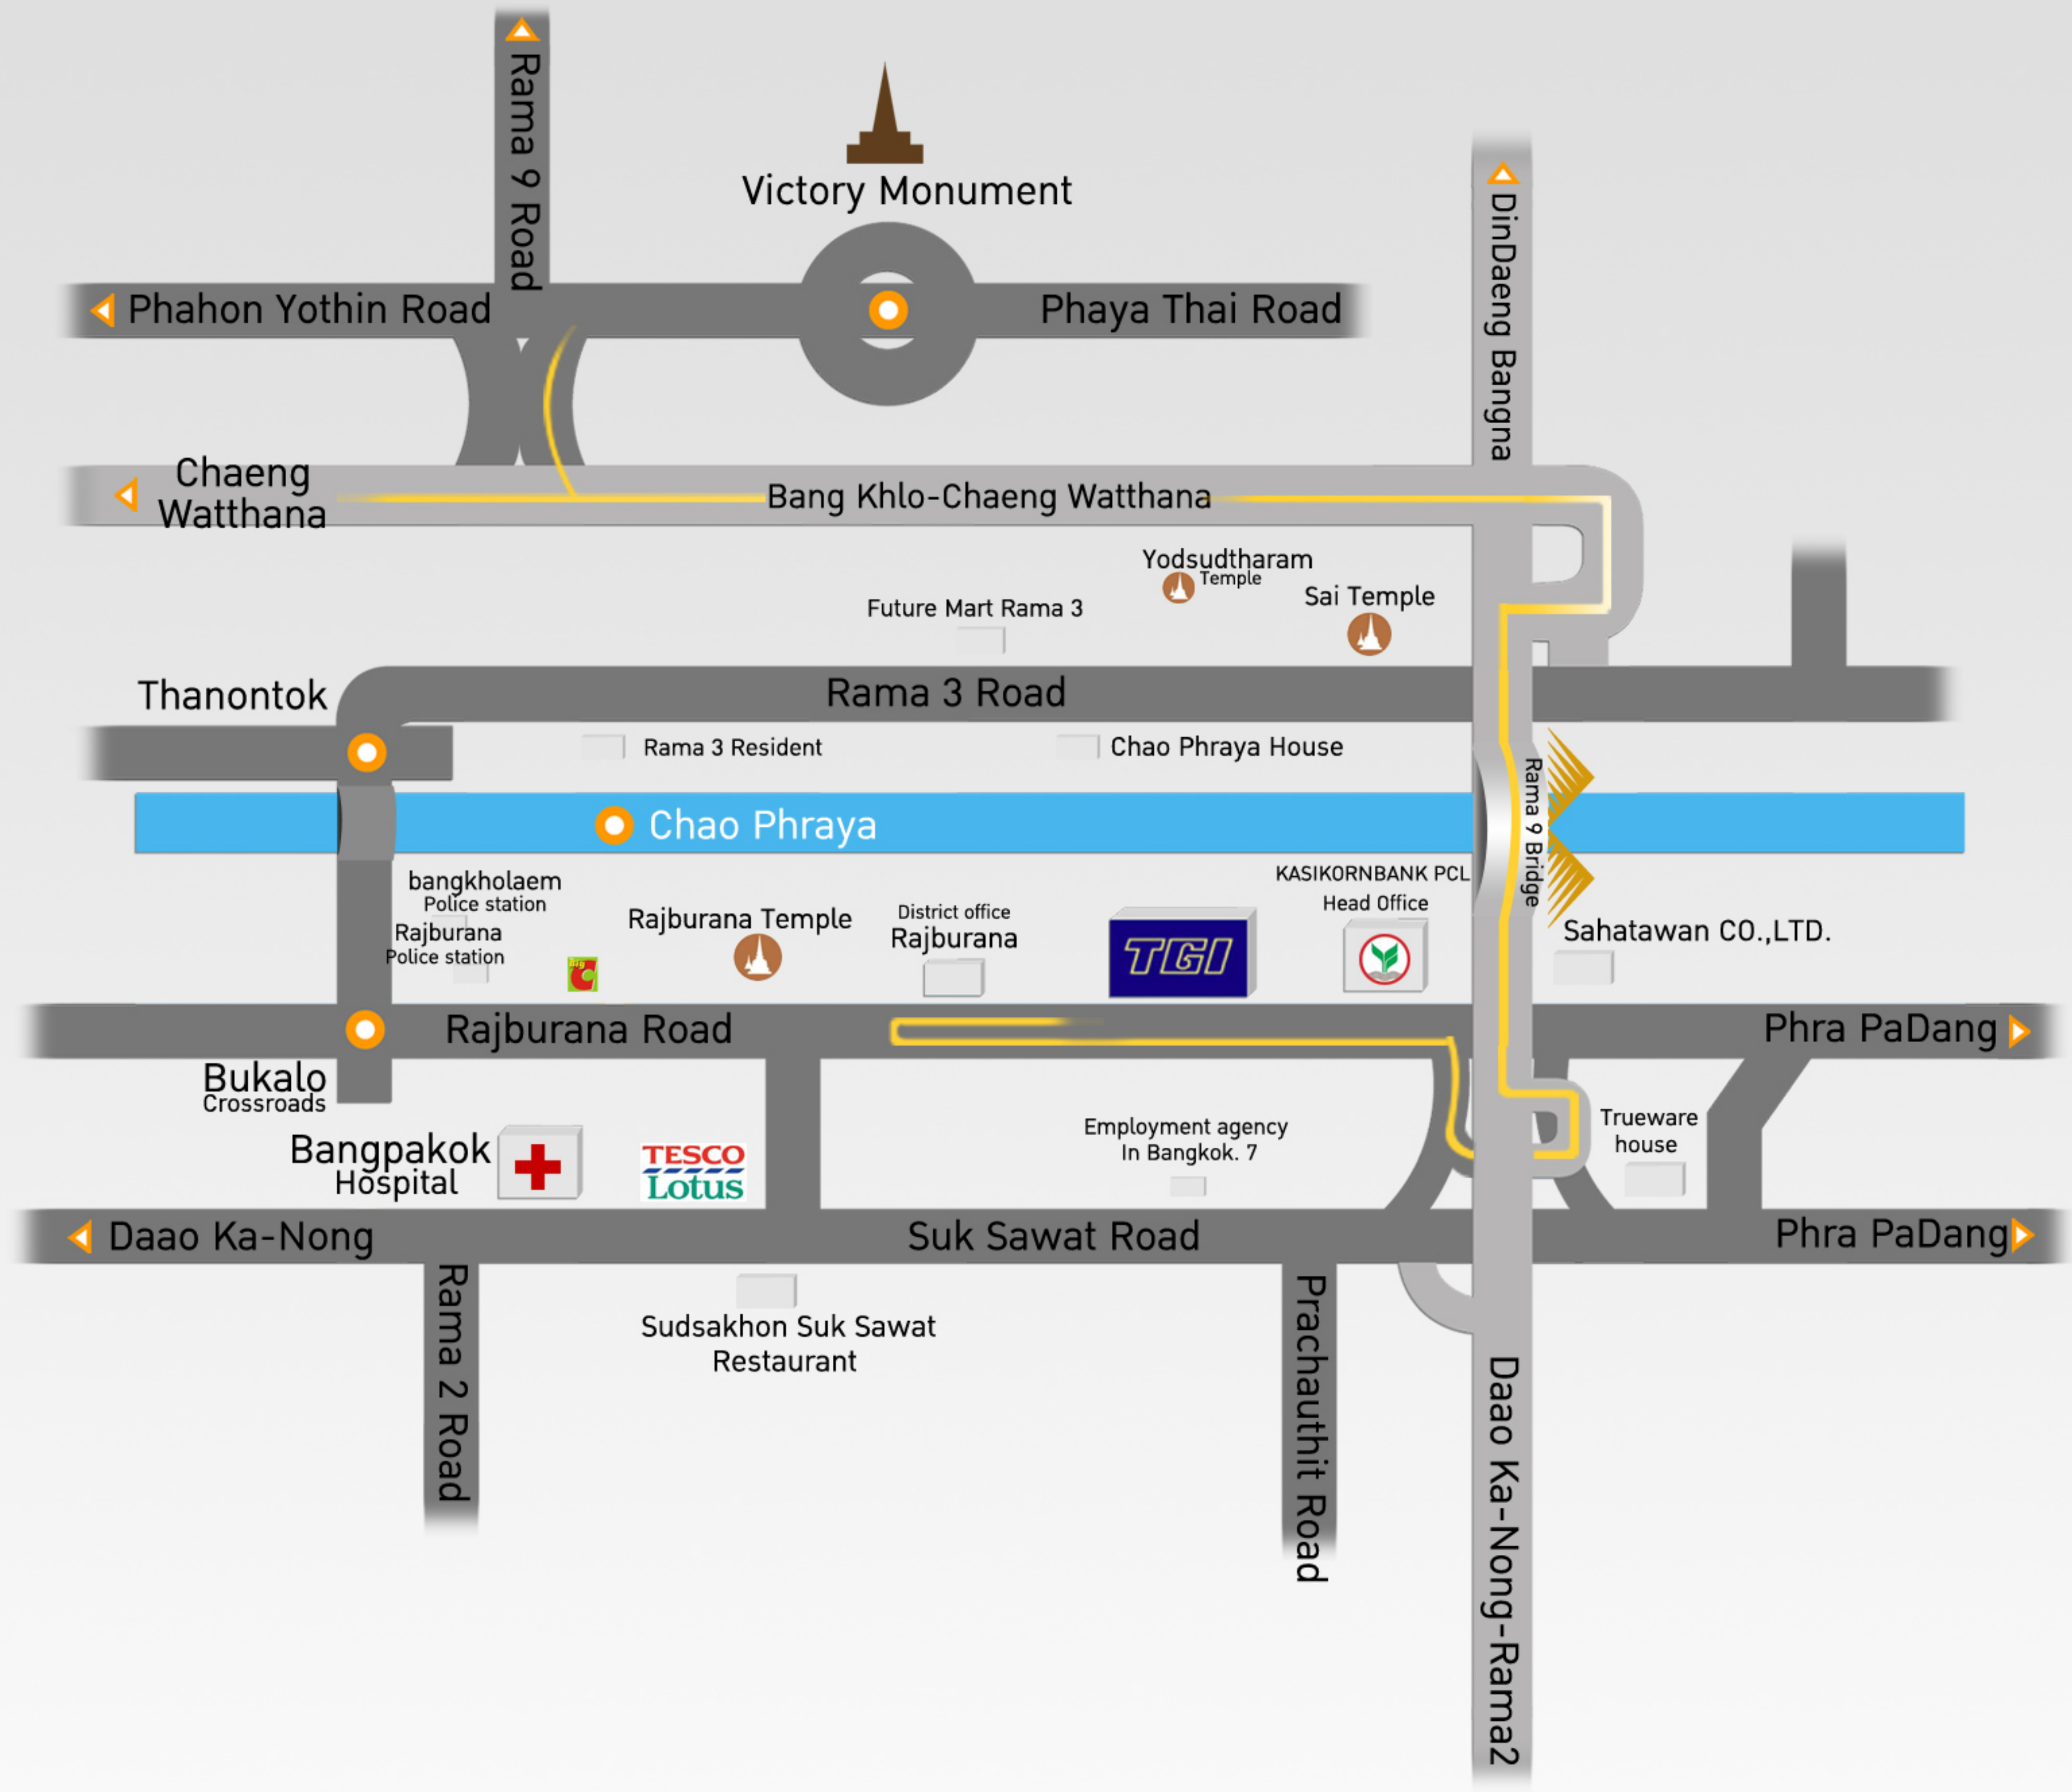 Rama 9 Road
Victory Monument
DinDaeng Bangna
Phahon Yothin Road
Phaya Thai Road
Chaeng
Watthana
Bang Khlo-Chaeng Watthana
Yodsudtharam
Temple
Sai Temple
Future Mart Rama 3
Thanontok
Rama 3 Road
Rama 3 Resident
Chao Phraya House
Rama 9 Bridge
Chao Phraya
bangkholaem
Police station
Rajburana
Police station
Big
C
Rajburana Temple
District office
Rajburana
TGI
KASIKORNBANK PCL
Head Office
Sahatawan CO.,LTD.
Rajburana Road
Phra PaDang
Bukalo
Crossroads
Bangpakok
Hospital
TESCO
Lotus
Employment agency
In Bangkok. 7
Trueware
house
Daao Ka-Nong
Suk Sawat Road
Phra PaDang
Rama 2 Road
Sudsakhon Suk Sawat
Restaurant
Prachauthit Road
Daao Ka-Nong-Rama2